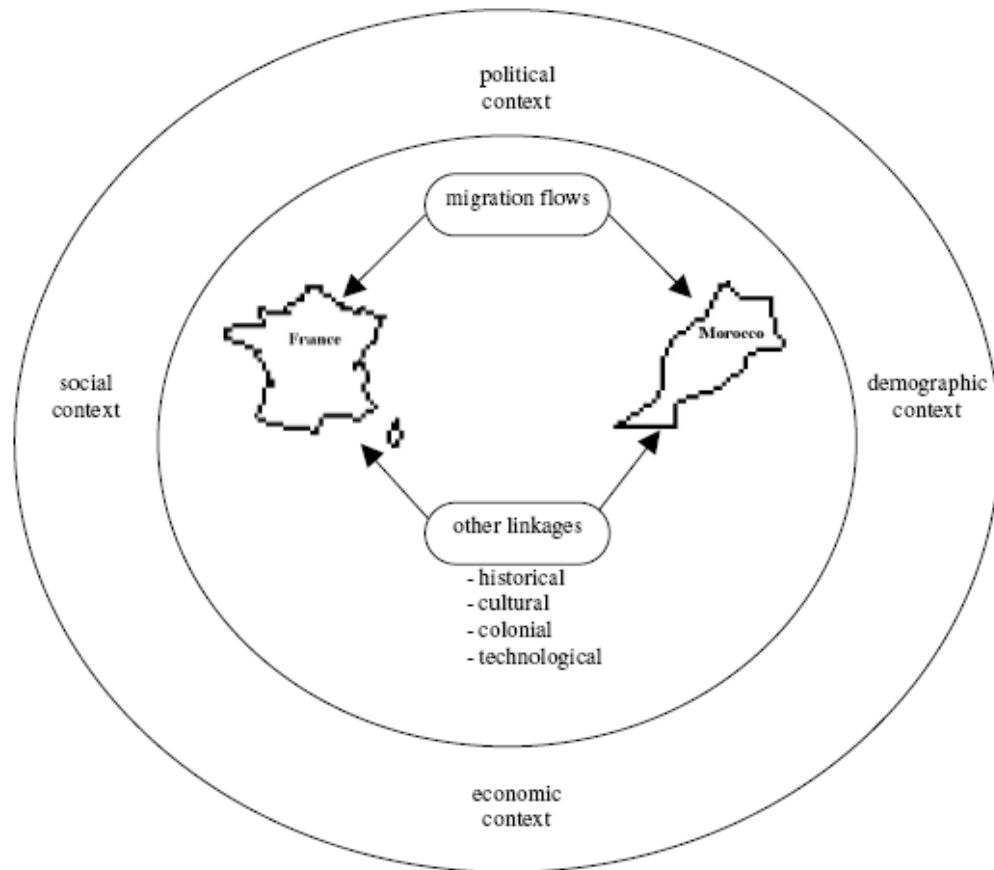 political
context
migration flows
France
Morocco
social
context
demographic
context
other linkages
- historical
- cultural
- colonial
- technological
economic
context